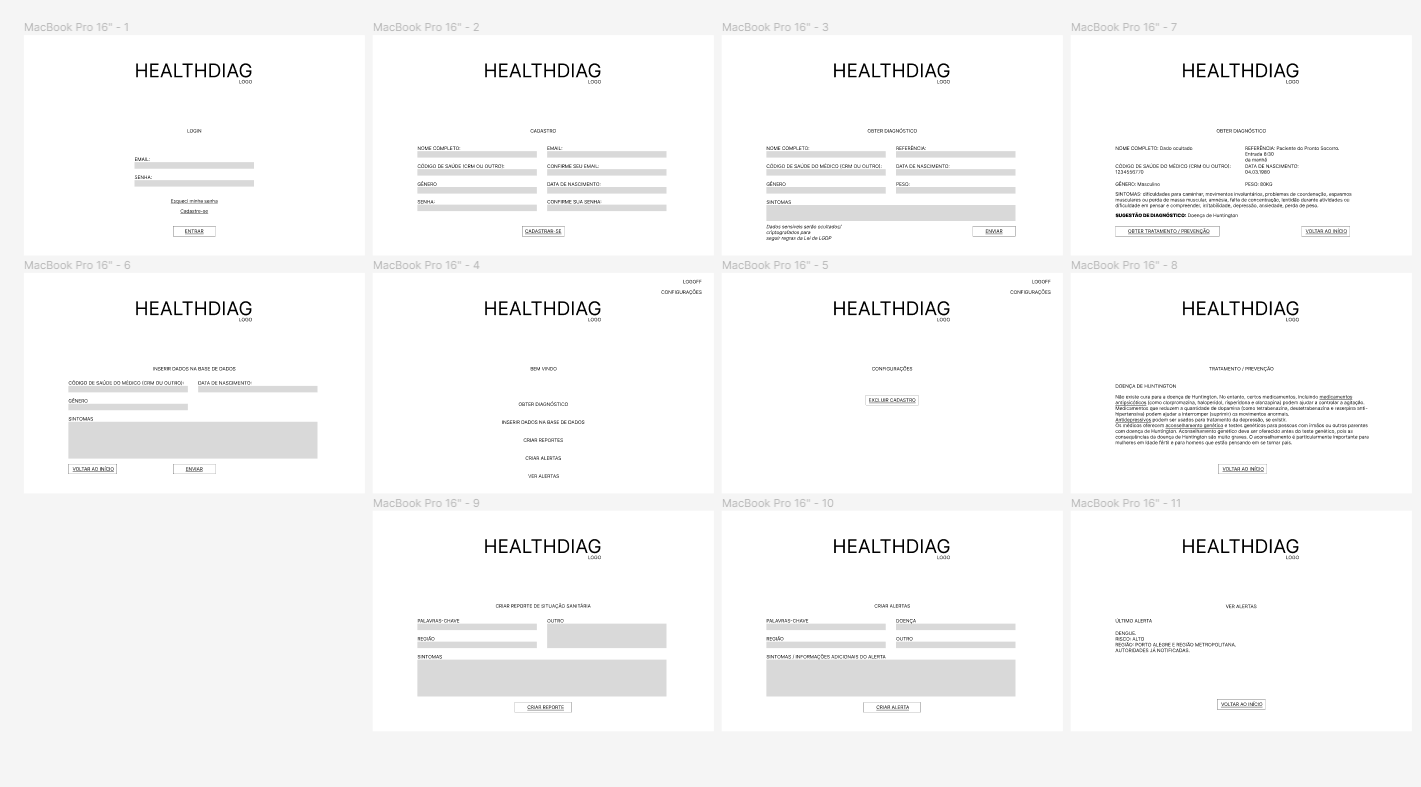 MacBook Pro 16" - 1
HEALTHDIAG
LOGO
LOGIN
EMAIL:
SENHA:
Esqueci minha senha
Cadastre-se
ENTRAR
MacBook Pro 16" - 2
HEALTHDIAG
LOGO
CADASTRO
NOME COMPLETO:
EMAIL:
CÓDIGO DE SAÚDE (CRM OU OUTRO):
CONFIRME SEU EMAIL:
GÊNERO
DATA DE NASCIMENTO:
SENHA:
CONFIRME SUA SENHA:
CADASTRAR-SE
MacBook Pro 16" - 3
HEALTHDIAG
LOGO
OBTER DIAGNÓSTICO
NOME COMPLETO:
REFERÊNCIA:
CÓDIGO DE SAÚDE DO MÉDICO (CRM OU OUTRO):
DATA DE NASCIMENTO:
GÊNERO
PESO:
SINTOMAS
Dados sensíveis serão ocultados/
criptografados para
seguir regras da Lei de LGDP
ENVIAR
MacBook Pro 16" - 7
HEALTHDIAG
LOGO
OBTER DIAGNÓSTICO
NOME COMPLETO: Dado ocultado
REFERÊNCIA: Paciente do Pronto Socorro.
Entrada 6:30
da manhã
CÓDIGO DE SAÚDE DO MÉDICO (CRM OU OUTRO):
1234556770
DATA DE NASCIMENTO:
04.03.1980
GÊNERO: Masculino
PESO: 80KG
SINTOMAS: dificuldades para caminhar, movimentos involuntários, problemas de coordenação, espasmos
musculares ou perda de massa muscular, amnésia, falta de concentração, lentidão durante atividades ou
dificuldade em pensar e compreender, irritabilidade, depressão, ansiedade, perda de peso.
SUGESTÃO DE DIAGNÓSTICO: Doença de Huntington
OBTER TRATAMENTO / PREVENÇÃO
VOLTAR AO INÍCIO
MacBook Pro 16" - 6
HEALTHDIAG
LOGO
INSERIR DADOS NA BASE DE DADOS
CÓDIGO DE SAÚDE DO MÉDICO (CRM OU OUTRO):
DATA DE NASCIMENTO:
GÊNERO
SINTOMAS
VOLTAR AO INÍCIO
ENVIAR
MacBook Pro 16" - 4
LOGOFF
CONFIGURAÇÕES
HEALTHDIAG
LOGO
BEM VINDO
OBTER DIAGNÓSTICO
INSERIR DADOS NA BASE DE DADOS
CRIAR REPORTES
CRIAR ALERTAS
VER ALERTAS
MacBook Pro 16" - 5
LOGOFF
CONFIGURAÇÕES
HEALTHDIAG
LOGO
CONFIGURAÇÕES
EXCLUIR CADASTRO
MacBook Pro 16" - 8
HEALTHDIAG
LOGO
TRATAMENTO / PREVENÇÃO
DOENÇA DE HUNTINGTON
Não existe cura para a doença de Huntington. No entanto, certos medicamentos, incluindo medicamentos
antipsicóticos (como clorpromazina, haloperidol, risperidona e olanzapina) podem ajudar a controlar a agitação.
Medicamentos que reduzem a quantidade de dopamina (como tetrabenazina, deutetrabenazina e reserpina anti-
hipertensiva) podem ajudar a interromper (suprimir) os movimentos anormais.
Antidepressivos podem ser usados para tratamento da depressão, se existir.
Os médicos oferecem aconselhamento genético e testes genéticos para pessoas com irmãos ou outros parentes
com doença de Huntington. Aconselhamento genético deve ser oferecido antes do teste genético, pois as
consequências da doença de Huntington são muito graves. O aconselhamento é particularmente importante para
mulheres em idade fértil e para homens que estão pensando em se tornar pais.
VOLTAR AO INÍCIO
MacBook Pro 16" - 9
HEALTHDIAG
LOGO
CRIAR REPORTE DE SITUAÇÃO SANITÁRIA
PALAVRAS-CHAVE
OUTRO
REGIÃO
SINTOMAS
CRIAR REPORTE
MacBook Pro 16" - 10
HEALTHDIAG
LOGO
CRIAR ALERTAS
PALAVRAS-CHAVE
DOENÇA
REGIÃO
OUTRO
SINTOMAS / INFORMAÇÕES ADICIONAIS DO ALERTA
CRIAR ALERTA
MacBook Pro 16" - 11
HEALTHDIAG
LOGO
VER ALERTAS
ÚLTIMO ALERTA
DENGUE.
RISCO: ALTO
REGIÃO: PORTO ALEGRE E REGIÃO METROPOLITANA.
AUTORIDADES JÁ NOTIFICADAS.
VOLTAR AO INÍCIO